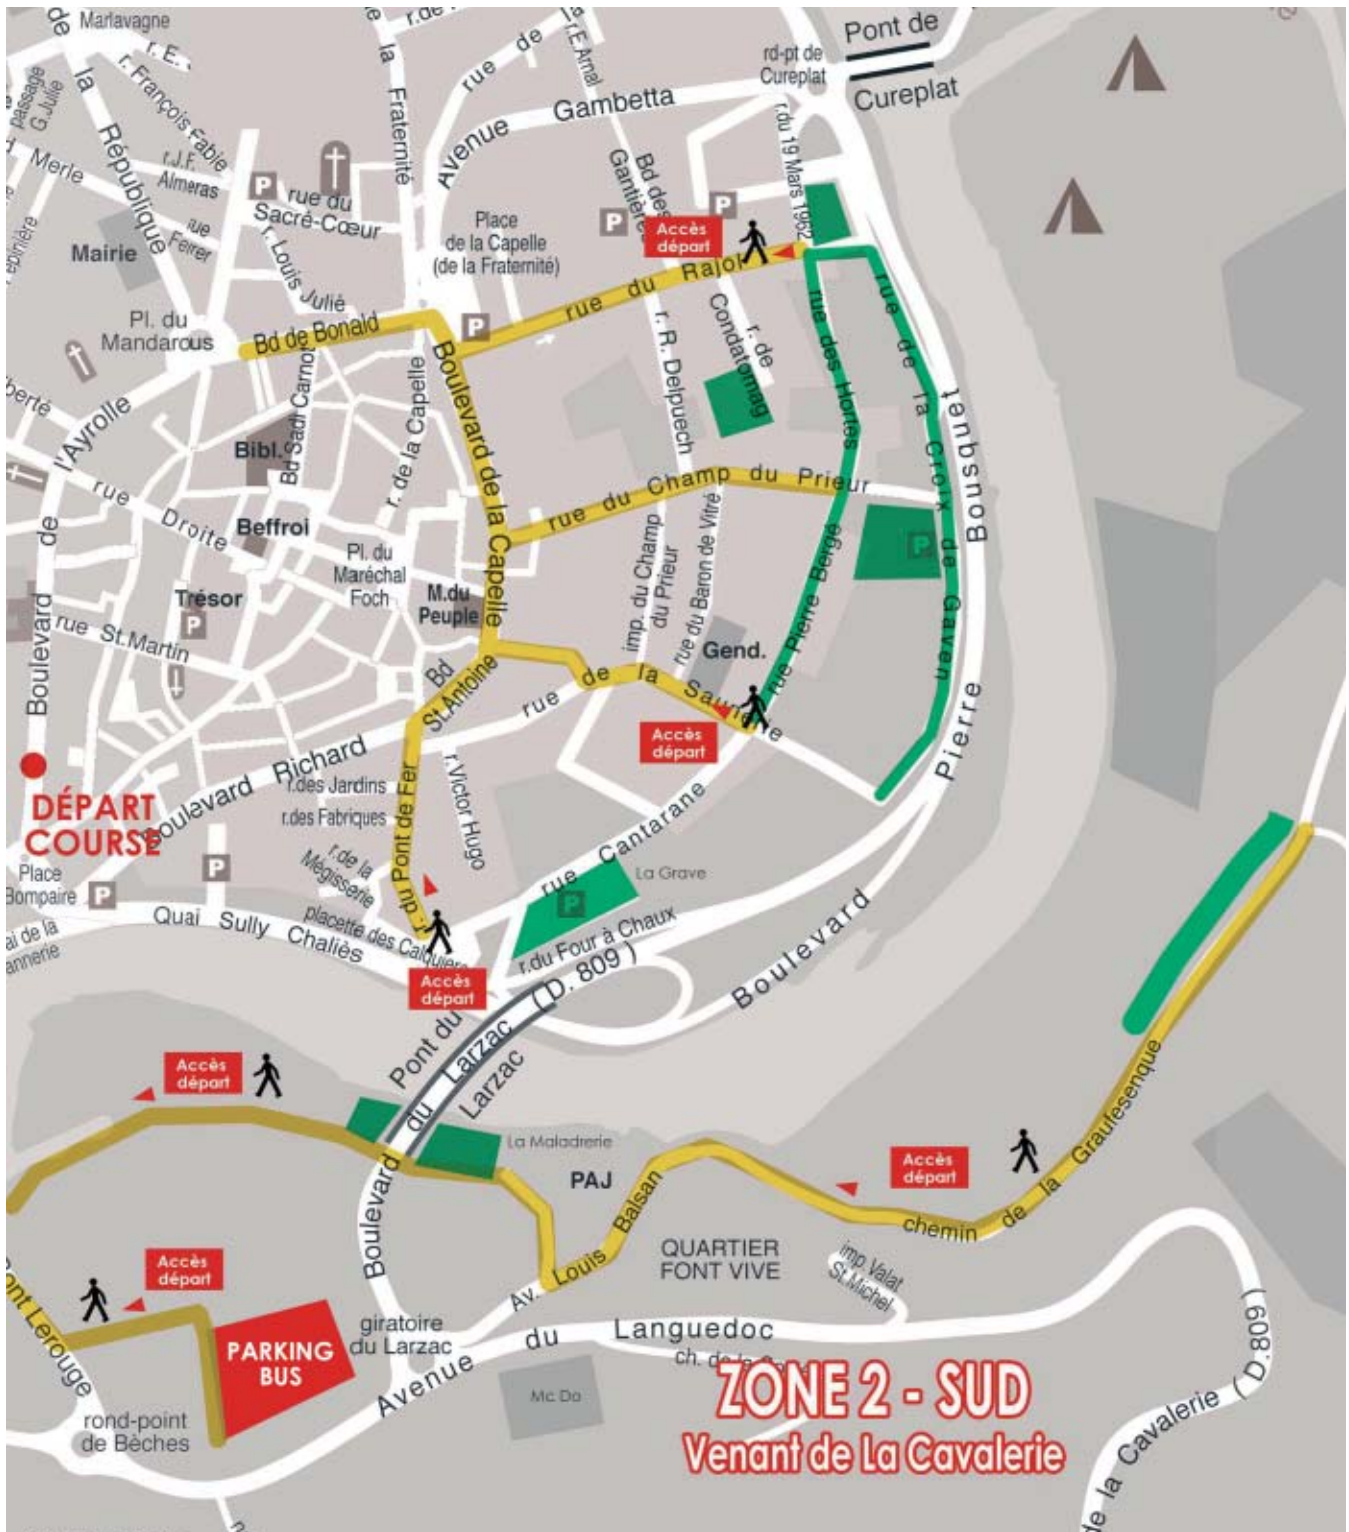 Marlavagne
r. E.
r. François Fabie
passage
G.Julie
de la République
Merle
r.J.F.
Almeras
rue
Feirer
Mairie
rue du
Sacré-Cœur
r. Louis Julié
la Fraternité
rue de
r.E.Arnal
Avenue Gambetta
rd-pt de
Cureplat
Pont de
Cureplat
r.du 19 Mars 1962
Bd des
Gantières
Place
de la Capelle
(de la Fraternité)
P
P
P
P
Accès
départ
rue du Rajol
Pl. du
Mandarous
Bd de Bonald
Boulevard de la Capelle
r. de la Capelle
Bd Sadi Carnot
Bibl.
Boulevard de l'Ayrolle
rue Droite
Beffroi
Pl. du
Maréchal
Foch
M.du
Peuple
Trésor
P
rue St.Martin
r. R. Delpuech
r. de
Condatomag
rue des Hortes
rue de la Croix de Gaven
Boulevard Pierre Bousquet
rue du Champ du Prieur
imp. du Champ
du Prieur
rue du Baron de Vitré
rue Pierre Bergé
P
Gend.
rue de la Saunerie
Accès
départ
Bd
St.Antoine
Boulevard Richard
r.des Jardins
r.des Fabriques
r.de la
Mégisserie
r. du Pont de Fer
r.Victor Hugo
DÉPART
COURSE
Place
Bompaire
P
P
Quai Sully Chaliès
placette des Calquières
rue Cantarane
La Grave
P
r.du Four à Chaux
(D. 809)
Accès
départ
Pont du
Larzac
Boulevard du Larzac
Accès
départ
La Maladrerie
PAJ
Av. Louis Balsan
Accès
départ
chemin de la Graufesenque
QUARTIER
FONT VIVE
imp.Valat
St.Michel
Accès
départ
Pont Lerouge
PARKING
BUS
giratoire
du Larzac
Avenue du Languedoc
Mc Do
rond-point
de Bèches
de la Cavalerie (D.809)
ZONE 2 - SUD
Venant de La Cavalerie